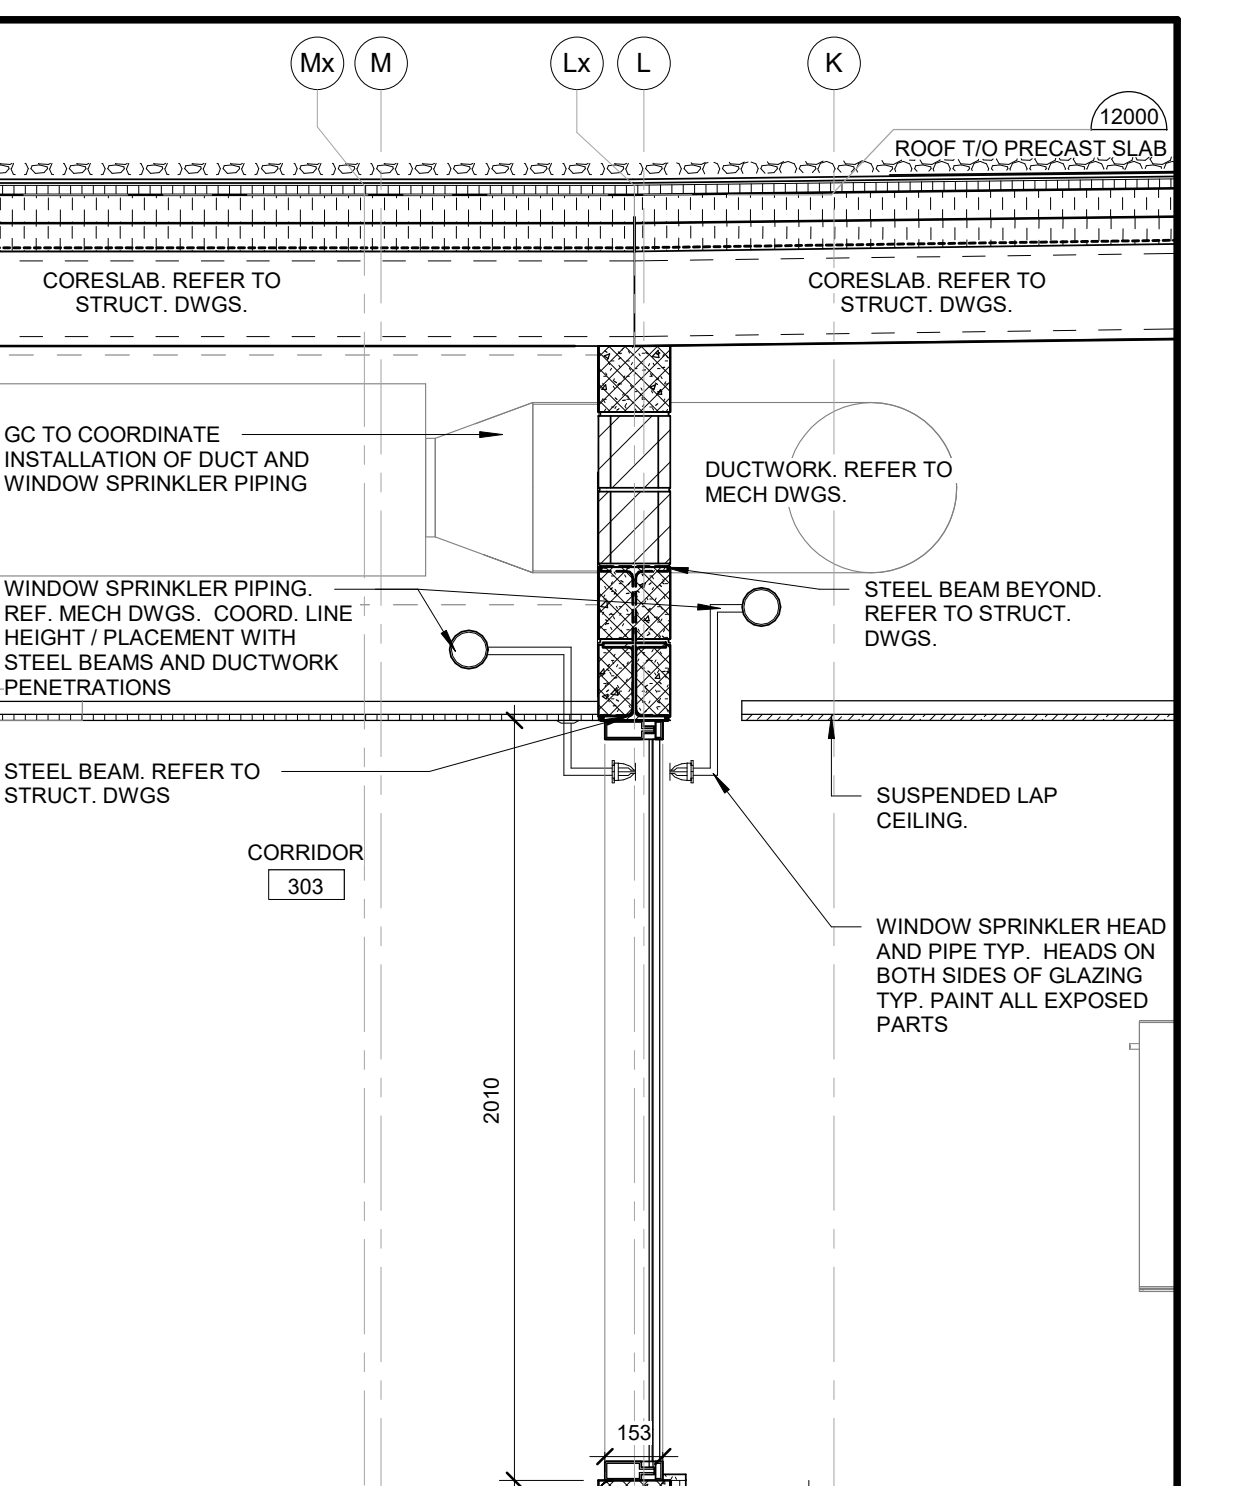 Mx
M
Lx
L
K
12000
ROOF T/O PRECAST SLAB
CORESLAB. REFER TO
STRUCT. DWGS.
CORESLAB. REFER TO
STRUCT. DWGS.
GC TO COORDINATE
INSTALLATION OF DUCT AND
WINDOW SPRINKLER PIPING
DUCTWORK. REFER TO
MECH DWGS.
WINDOW SPRINKLER PIPING.
REF. MECH DWGS.  COORD. LINE
HEIGHT / PLACEMENT WITH
STEEL BEAMS AND DUCTWORK
PENETRATIONS
STEEL BEAM BEYOND.
REFER TO STRUCT.
DWGS.
STEEL BEAM. REFER TO
STRUCT. DWGS
SUSPENDED LAP
CEILING.
CORRIDOR
303
WINDOW SPRINKLER HEAD
AND PIPE TYP.  HEADS ON
BOTH SIDES OF GLAZING
TYP. PAINT ALL EXPOSED
PARTS
2010
153